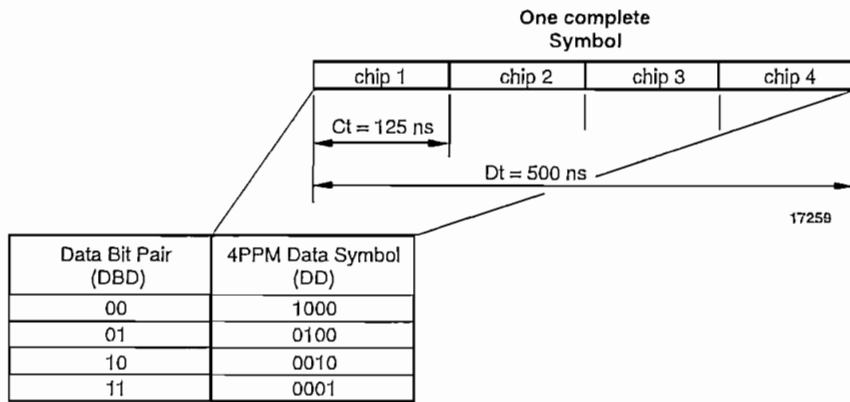 One complete
Symbol
chip 1 chip 2 chip 3 chip 4
Ct = 125 ns
Dt = 500 ns
17259
Data Bit Pair
(DBD)
4PPM Data Symbol
(DD)
00 1000
01 0100
10 0010
11 0001